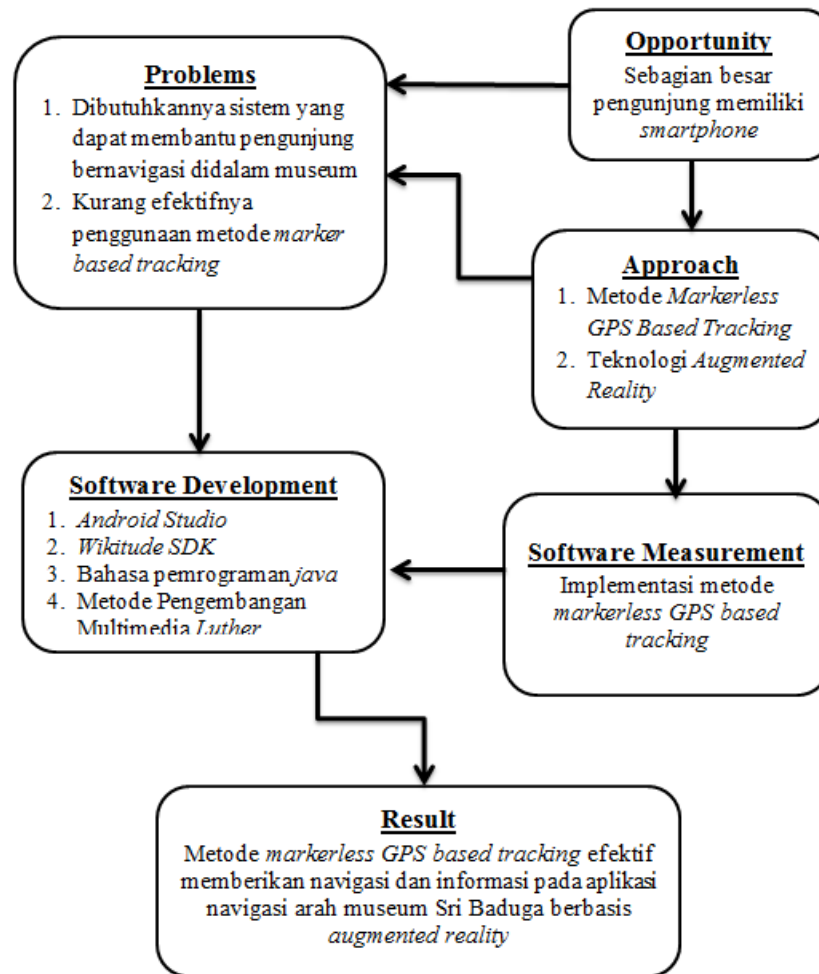 Problems
1. Dibutuhkannya sistem yang
dapat membantu pengunjung
bernavigasi didalam museum
2. Kurang efektifnya
penggunaan metode marker
based tracking
Opportunity
Sebagian besar
pengunjung memiliki
smartphone
Approach
1. Metode Markerless
GPS Based Tracking
2. Teknologi Augmented
Reality
Software Development
1. Android Studio
2. Wikitude SDK
3. Bahasa pemrograman java
4. Metode Pengembangan
Multimedia Luther
Software Measurement
Implementasi metode
markerless GPS based
tracking
Result
Metode markerless GPS based tracking efektif
memberikan navigasi dan informasi pada aplikasi
navigasi arah museum Sri Baduga berbasis
augmented reality